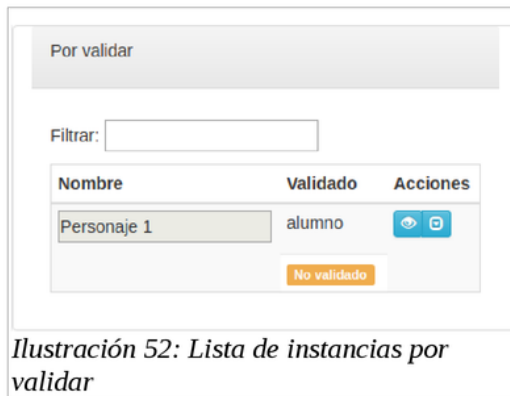 Por validar
Filtrar:
Nombre Validado Acciones
Personaje 1 alumno
No validado
Ilustración 52: Lista de instancias por
validar